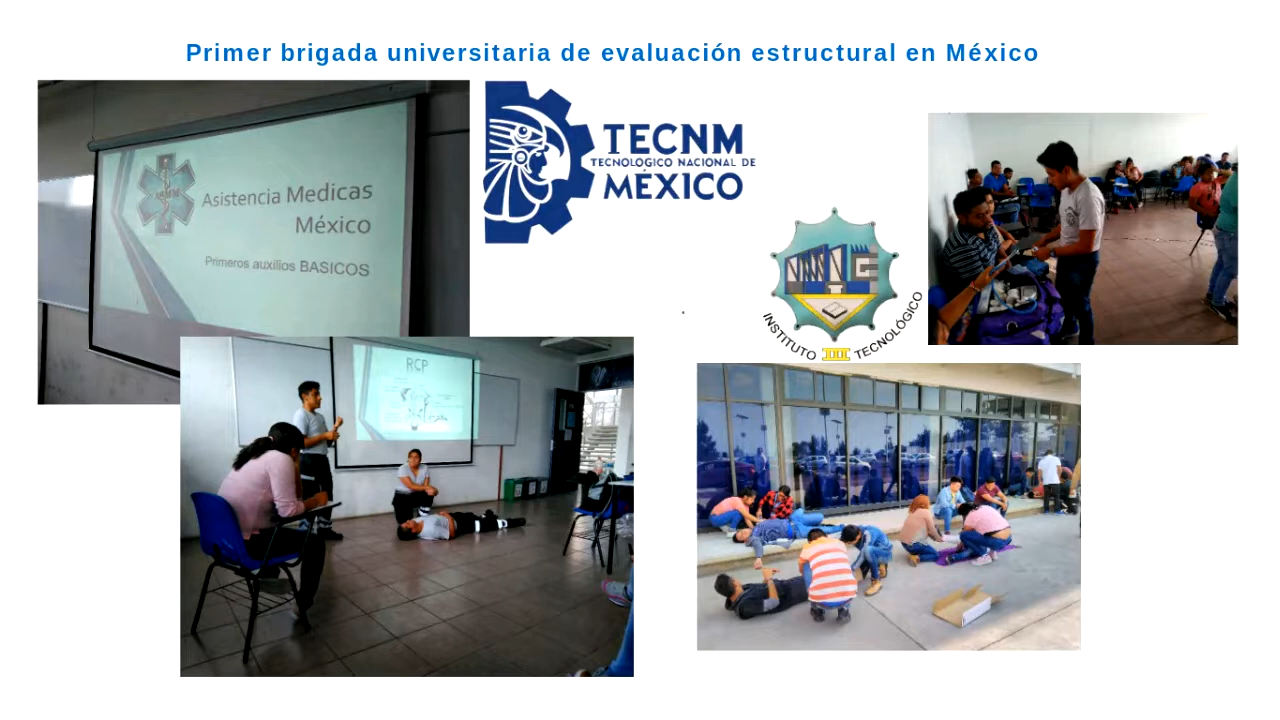 Primer brigada universitaria de evaluación estructural en México
Asistencia Medicas
México
Primeros auxilios BASICOS
TECNM
TECNOLÓGICO NACIONAL DE
MÉXICO
INSTITUTO III TECNOLÓGICO
RCP